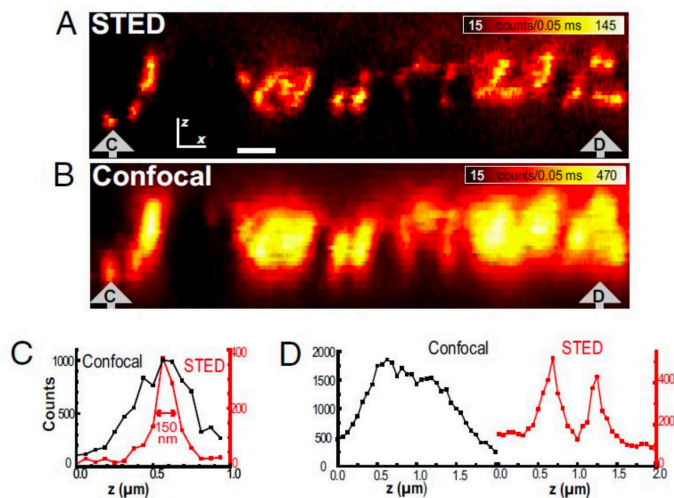 A STED 15 counts/0.05 ms 145
z
x
C D
B Confocal 15 counts/0.05 ms 470
C D
C Confocal STED
Counts
1000
500
0
400
200
0
150
nm
0.0 0.5 1.0
z (μm)
D Confocal STED
2000
1500
1000
500
0
400
200
0
0.0 0.5 1.0 1.5 0.0 0.5 1.0 1.5 2.0
z (μm) z (μm)